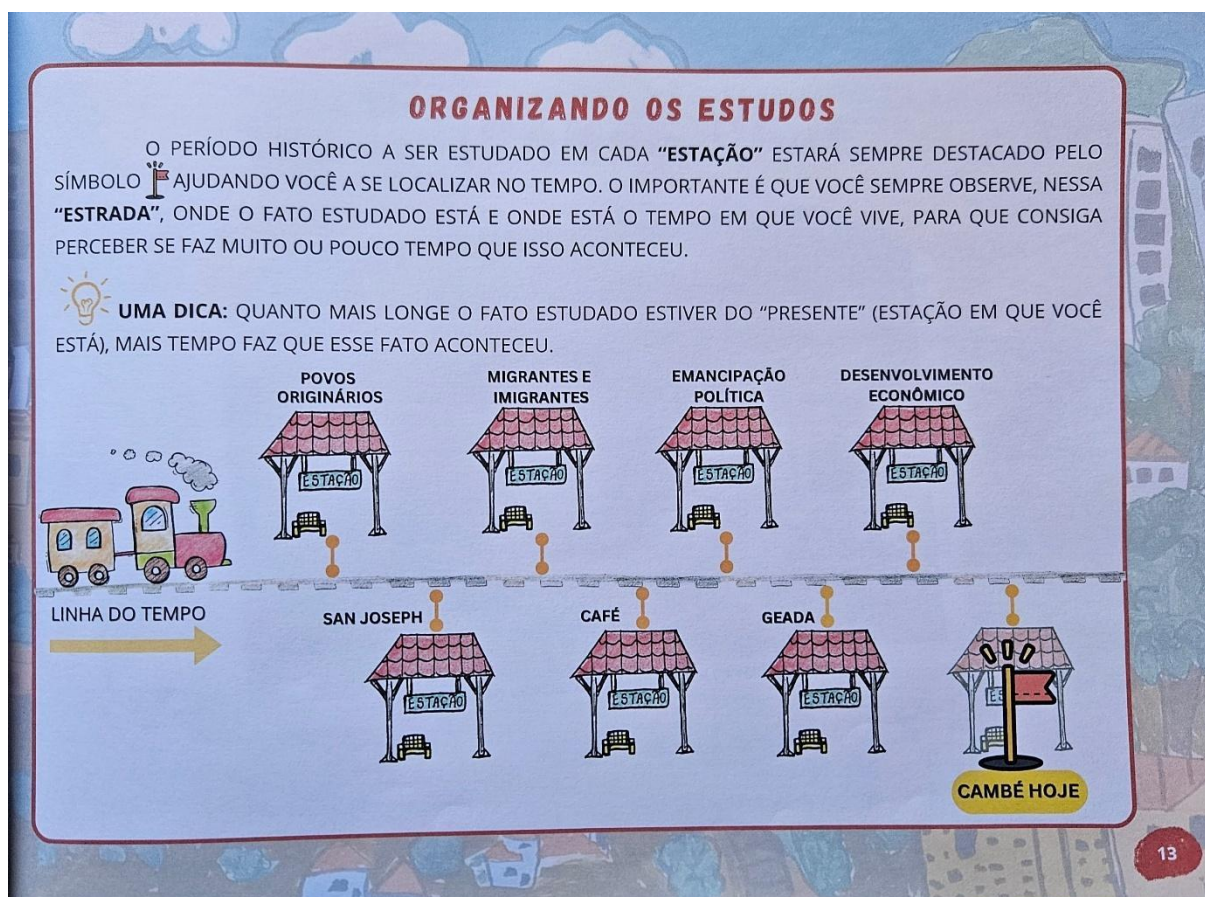 ORGANIZANDO OS ESTUDOS
O PERÍODO HISTÓRICO A SER ESTUDADO EM CADA “ESTAÇÃO” ESTARÁ SEMPRE DESTACADO PELO
SÍMBOLO AJUDANDO VOCÊ A SE LOCALIZAR NO TEMPO. O IMPORTANTE É QUE VOCÊ SEMPRE OBSERVE, NESSA
“ESTRADA”, ONDE O FATO ESTUDADO ESTÁ E ONDE ESTÁ O TEMPO EM QUE VOCÊ VIVE, PARA QUE CONSIGA
PERCEBER SE FAZ MUITO OU POUCO TEMPO QUE ISSO ACONTECEU.
UMA DICA: QUANTO MAIS LONGE O FATO ESTUDADO ESTIVER DO “PRESENTE” (ESTAÇÃO EM QUE VOCÊ
ESTÁ), MAIS TEMPO FAZ QUE ESSE FATO ACONTECEU.
POVOS
ORIGINÁRIOS
MIGRANTES E
IMIGRANTES
EMANCIPAÇÃO
POLÍTICA
DESENVOLVIMENTO
ECONÔMICO
ESTAÇÃO
ESTAÇÃO
ESTAÇÃO
ESTAÇÃO
LINHA DO TEMPO
SAN JOSEPH
CAFÉ
GEADA
ESTAÇÃO
ESTAÇÃO
ESTAÇÃO
CAMBÉ HOJE
13